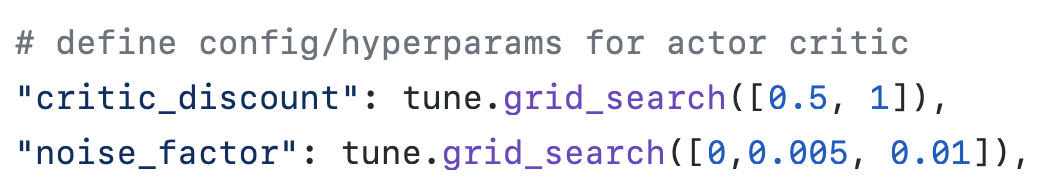 # define config/hyperparams for actor critic
"critic_discount": tune.grid_search([0.5, 1]),
"noise_factor": tune.grid_search([0,0.005, 0.01]),